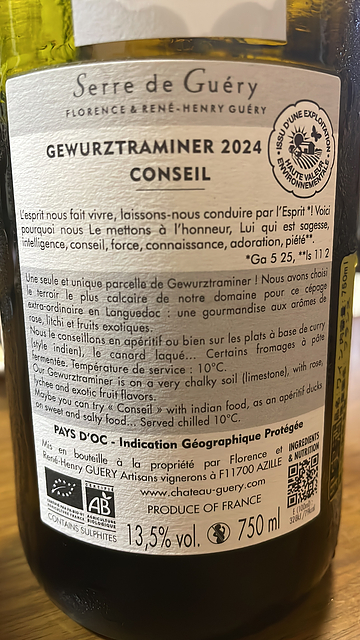 Serre de Guéry
FLORENCE & RENÉ-HENRY GUÉRY
GEWURZTRAMINER 2024
CONSEIL
ISSU D'UNE EXPLOITATION
HAUTE VALEUR
ENVIRONNEMENTALE
L'esprit nous fait vivre, laissons-nous conduire par l'Esprit *! Voici
pourquoi nous Le mettons à l'honneur, Lui qui est sagesse,
intelligence, conseil, force, connaissance, adoration, piété**.
*Ga 5 25, **Is 11 2
Une seule et unique parcelle de Gewurztraminer ! Nous avons choisi
le terroir le plus calcaire de notre domaine pour ce cépage
extra-ordinaire en Languedoc : une gourmandise aux arômes de
rose, litchi et fruits exotiques.
Nous le conseillons en apéritif ou bien sur les plats à base de curry
(style indien), le canard laqué... Certains fromages à pâte
fermentée. Température de service : 10°C.
Our Gewurztraminer is on a very chalky soil (limestone), with rose,
lychee and exotic fruit flavors.
Maybe you can try « Conseil » with indian food, as an apéritif ducks
on sweet and salty food... Served chilled 10°C.
PAYS D'OC - Indication Géographique Protégée
Mis en bouteille à la propriété par Florence et
René-Henry GUERY Artisans vignerons à F11700 AZILLE
www.chateau-guery.com
PRODUCE OF FRANCE
INGREDIENTS
& NUTRITION
CERTIFIÉ
AB
AGRICULTURE
BIOLOGIQUE
CONTAINS SULPHITES
13,5% vol.
750 ml
E (100ml)
750ml